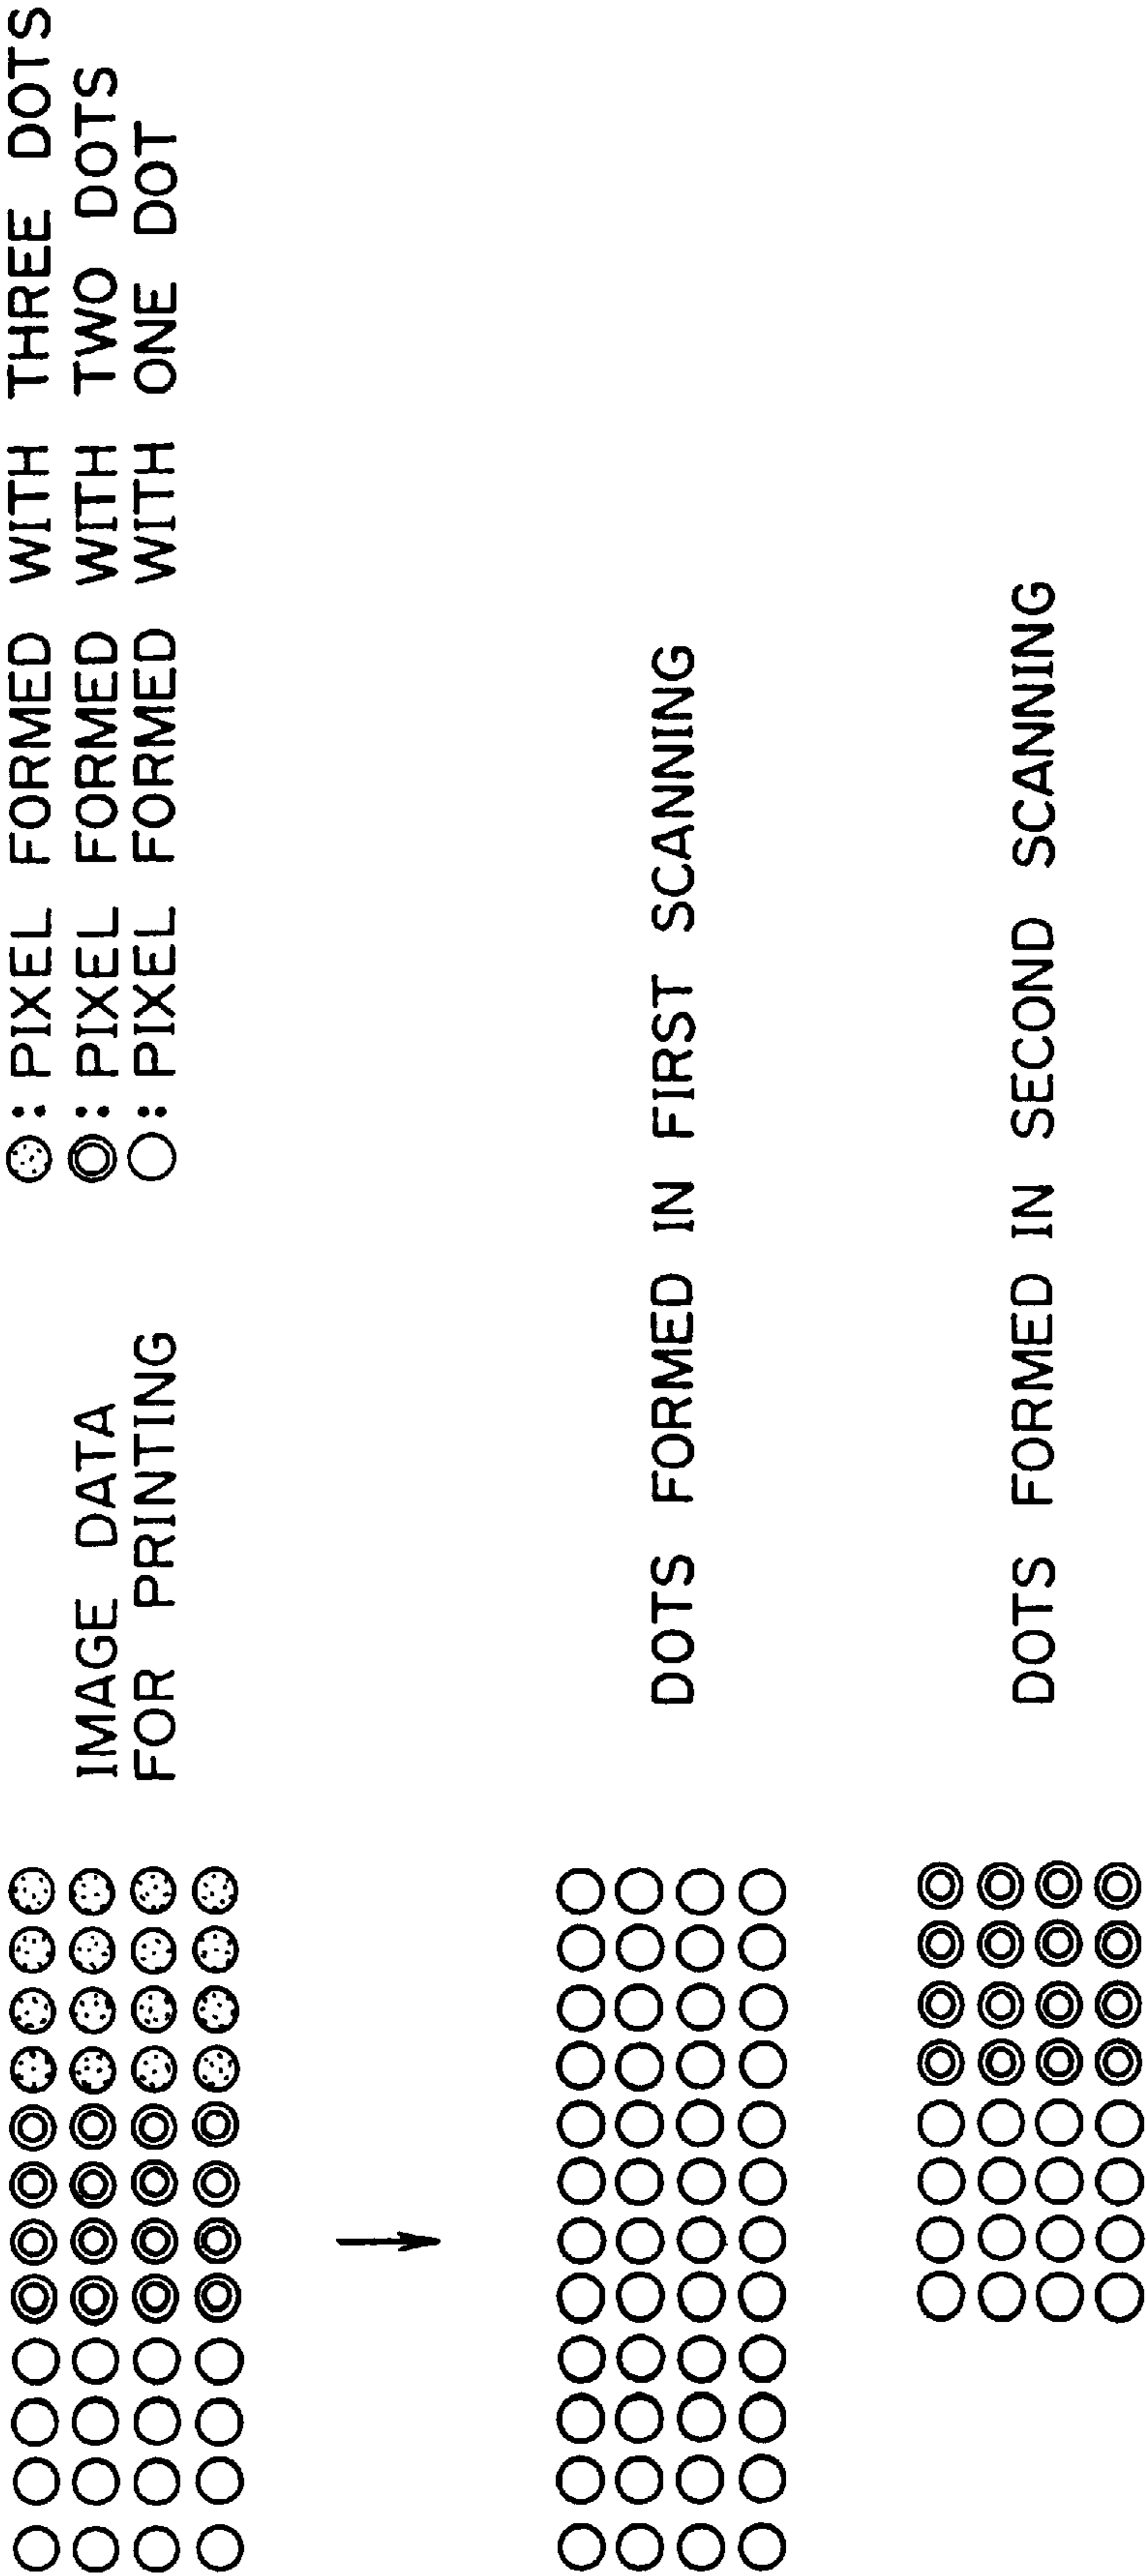 : PIXEL FORMED WITH THREE DOTS
: PIXEL FORMED WITH TWO DOTS
: PIXEL FORMED WITH ONE DOT
IMAGE DATA
FOR PRINTING
DOTS FORMED IN FIRST SCANNING
DOTS FORMED IN SECOND SCANNING